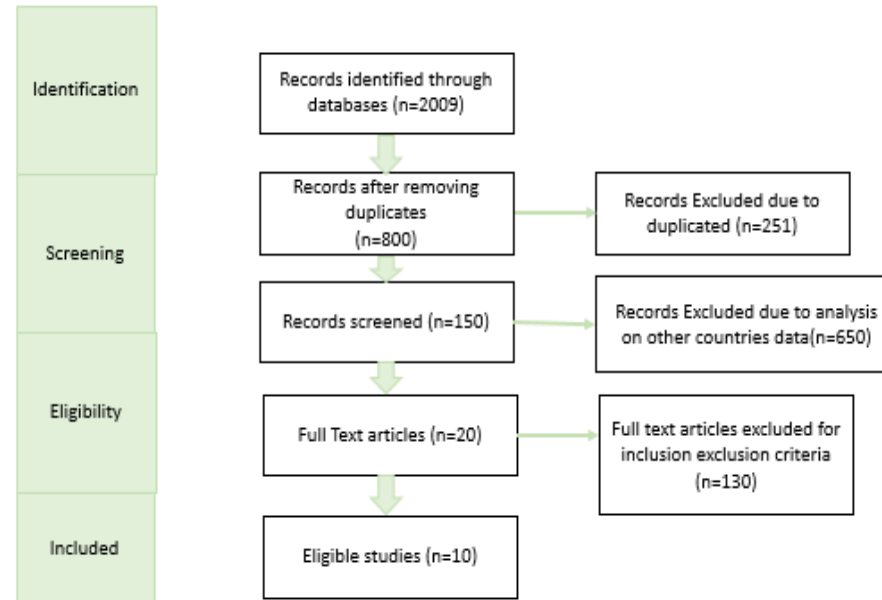 Identification
Records identified through
databases (n=2009)
Records after removing
duplicates
(n=800)
Records Excluded due to
duplicated (n=251)
Screening
Records screened (n=150)
Records Excluded due to analysis
on other countries data(n=650)
Eligibility
Full Text articles (n=20)
Full text articles excluded for
inclusion exclusion criteria
(n=130)
Included
Eligible studies (n=10)